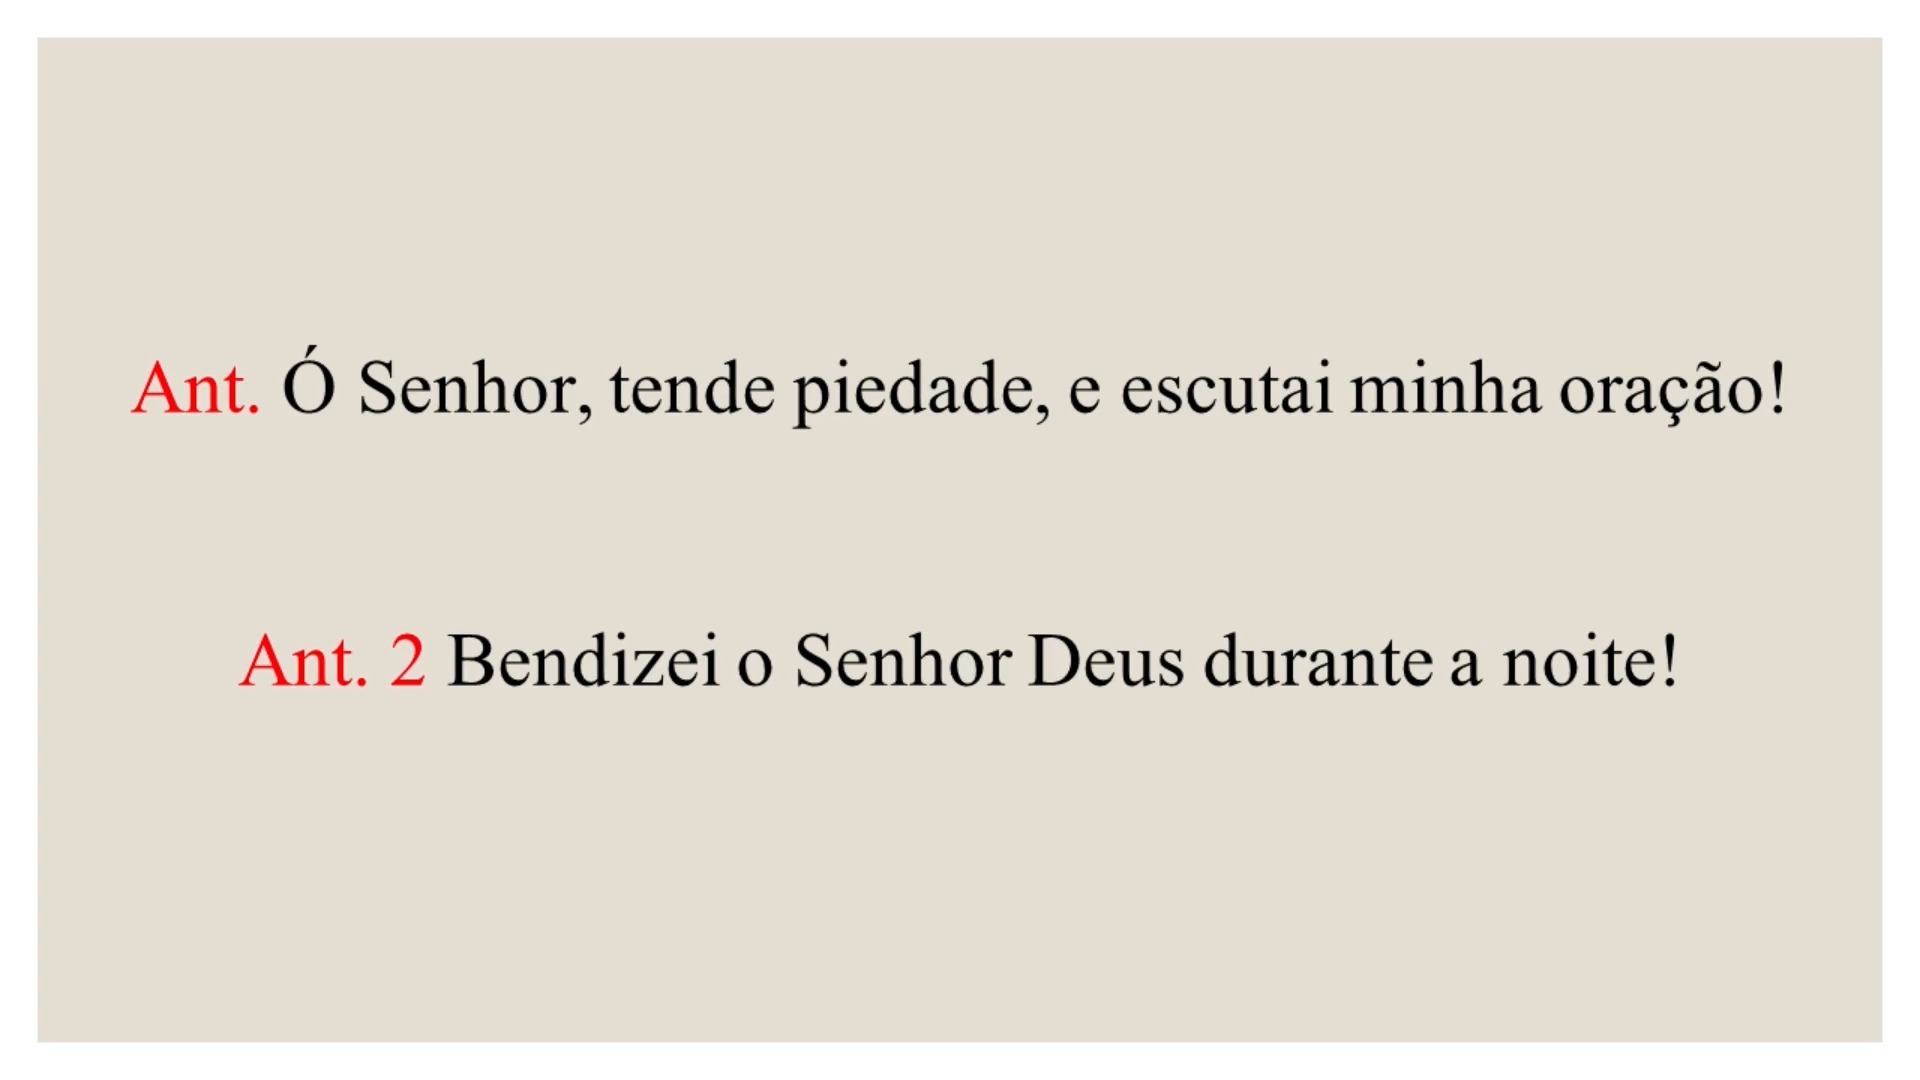 Ant. Ó Senhor, tende piedade, e escutai minha oração!
Ant. 2 Bendizei o Senhor Deus durante a noite!